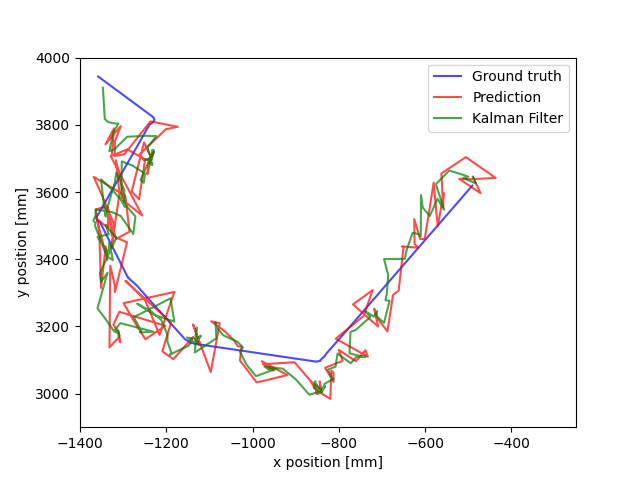 4000
3800
3600
3400
3200
3000
−1400
−1200
−1000
−800
−600
−400
x position [mm]
y position [mm]
Ground truth
Prediction
Kalman Filter